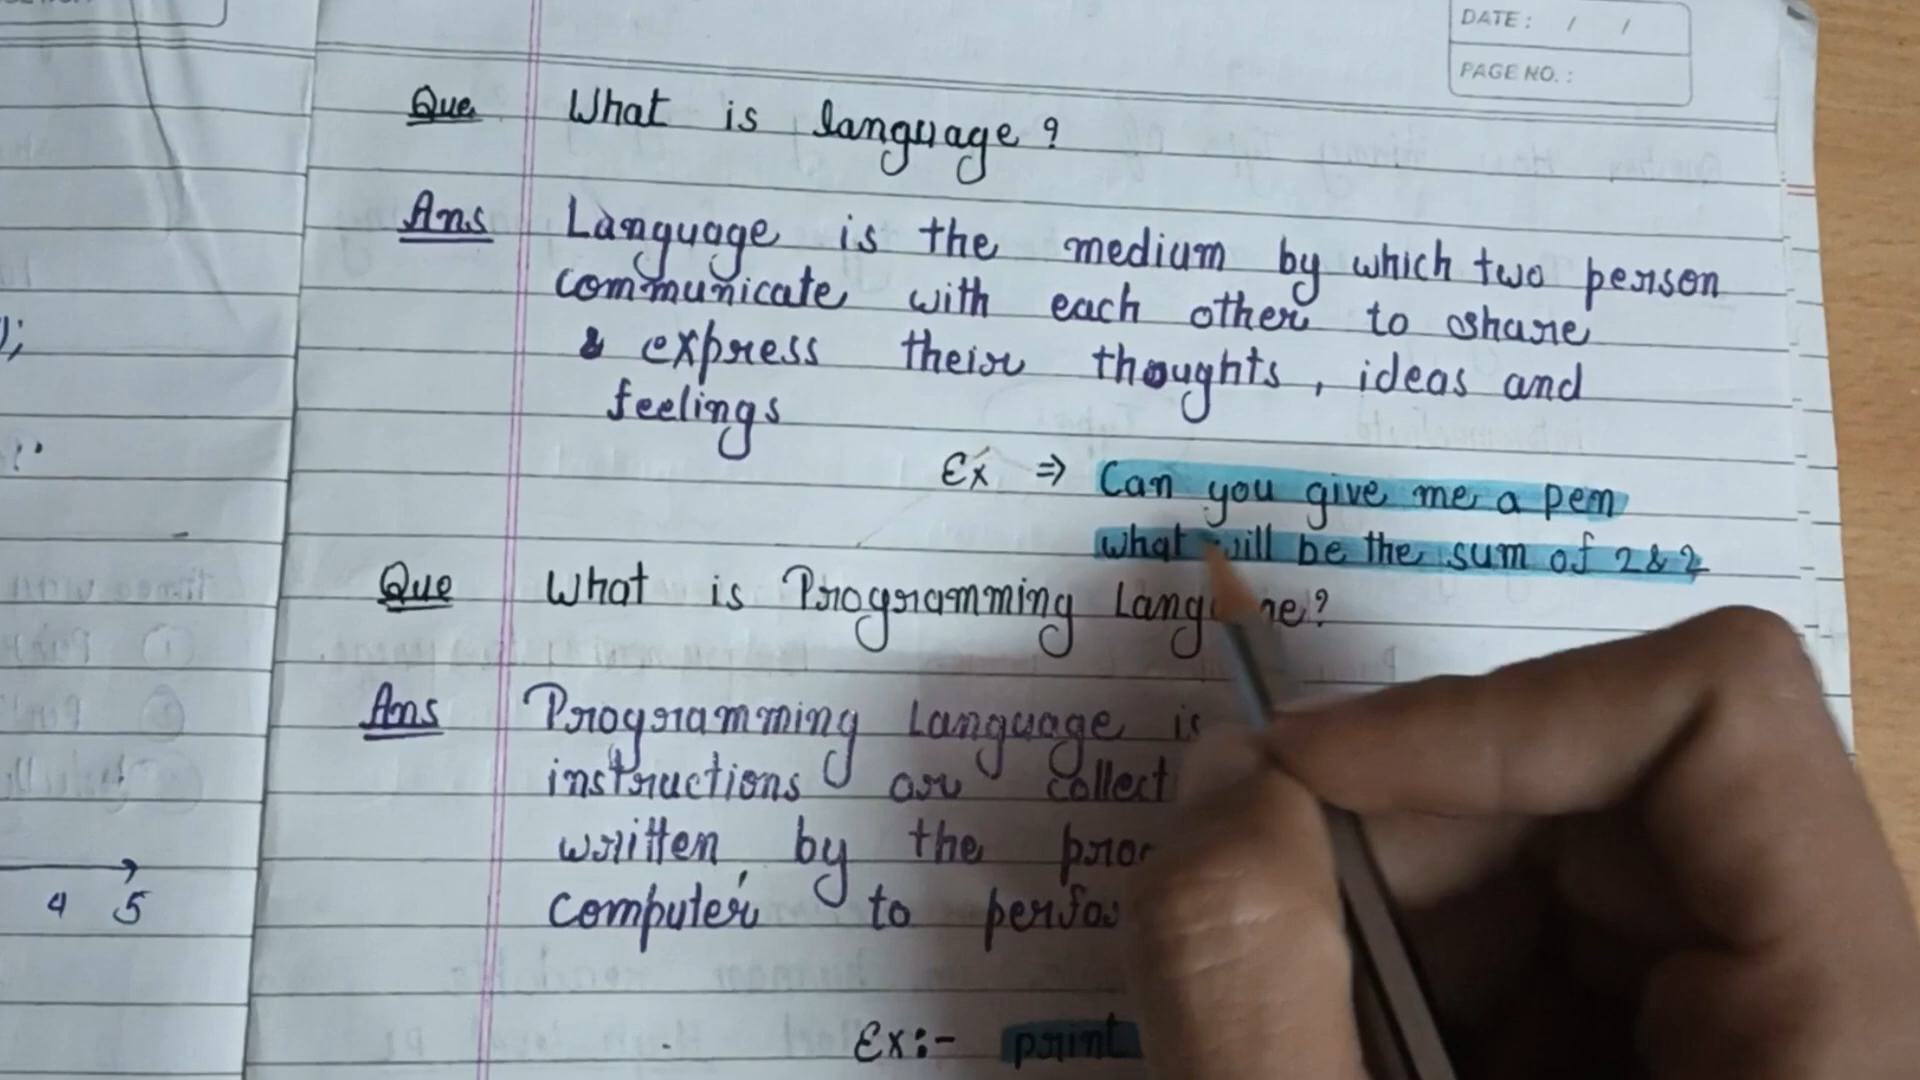 DATE: / /
PAGE NO. :
Que What is language?
Ans Language is the medium by which two person
communicate with each other to share
& express their thoughts, ideas and
feelings
);
Ex ⇒ Can you give me a pen
what will be the sum of 2 & 2
Que What is Programming
Ans Programming Language is
instructions are
written by the
computer to
4 5
Ex:- print